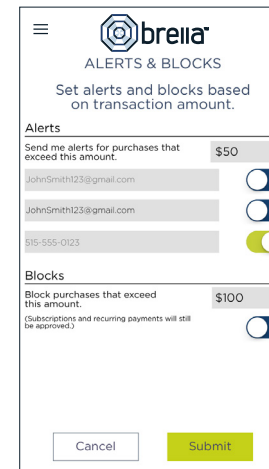 brella
ALERTS & BLOCKS
Set alerts and blocks based
on transaction amount.
Alerts
Send me alerts for purchases that
exceed this amount.
$50
JohnSmith123@gmail.com
JohnSmith123@gmail.com
515-555-0123
Blocks
Block purchases that exceed
this amount.
$100
(Subscriptions and recurring payments will still
be approved.)
Cancel
Submit